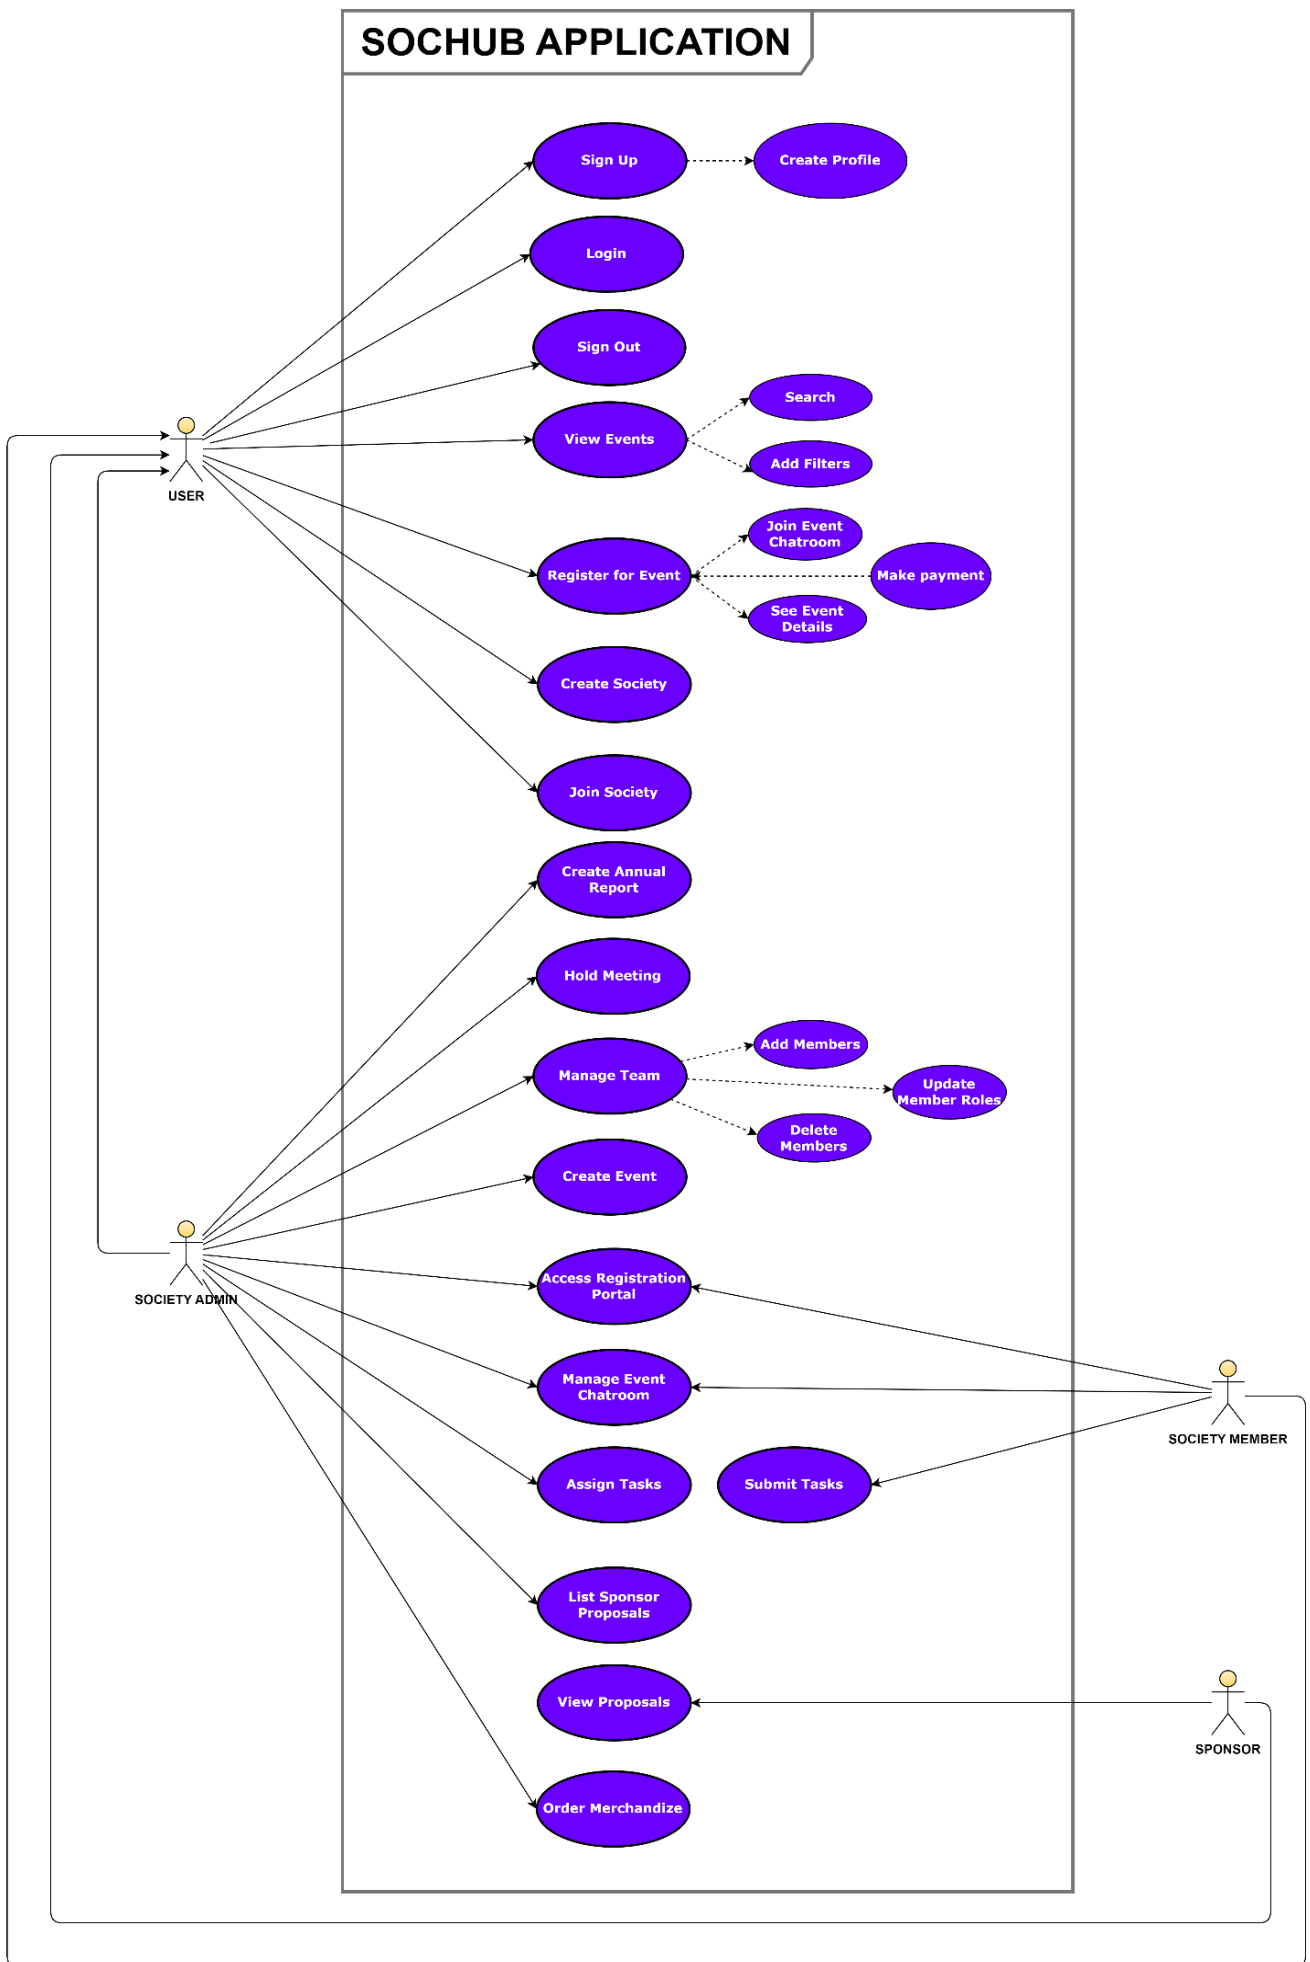 SOCHUB APPLICATION
Sign Up
Create Profile
Login
Sign Out
Search
View Events
Add Filters
USER
Join Event
Chatroom
Register for Event
Make payment
See Event
Details
Create Society
Join Society
Create Annual
Report
Hold Meeting
Add Members
Manage Team
Update
Member Roles
Delete
Members
Create Event
SOCIETY ADMIN
Access Registration
Portal
Manage Event
Chatroom
SOCIETY MEMBER
Assign Tasks
Submit Tasks
List Sponsor
Proposals
View Proposals
SPONSOR
Order Merchandize